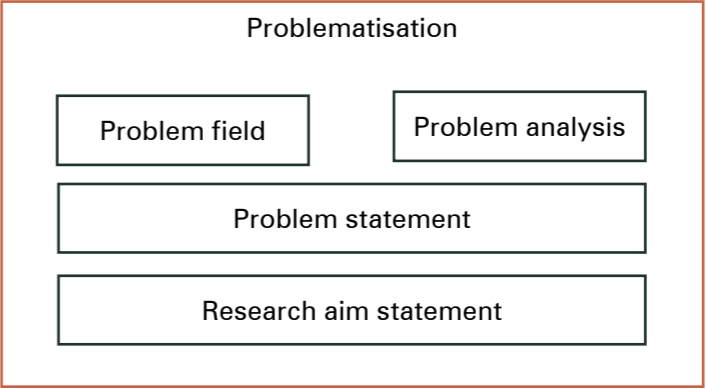 Problematisation
Problem field
Problem analysis
Problem statement
Research aim statement